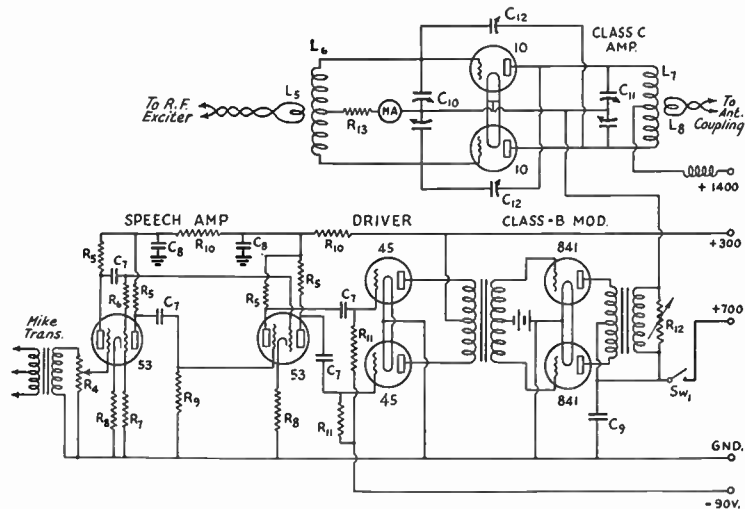 C12
CLASS C
AMP.
L6
10
L5
C10
C11
L7
To R.F.
Exciter
R13
MA
L8
To
Ant.
Coupling
10
C12
+ 1400
SPEECH AMP
DRIVER
CLASS-B MOD.
C8
R10
C8
R10
+300
R5
C7
R6
R5
C7
R5
R5
C7
45
841
+700
Mike
Trans.
R11
R12
53
53
C7
R4
45
841
Sw1
R8
R7
R9
R8
R11
C9
GND.
-90V.